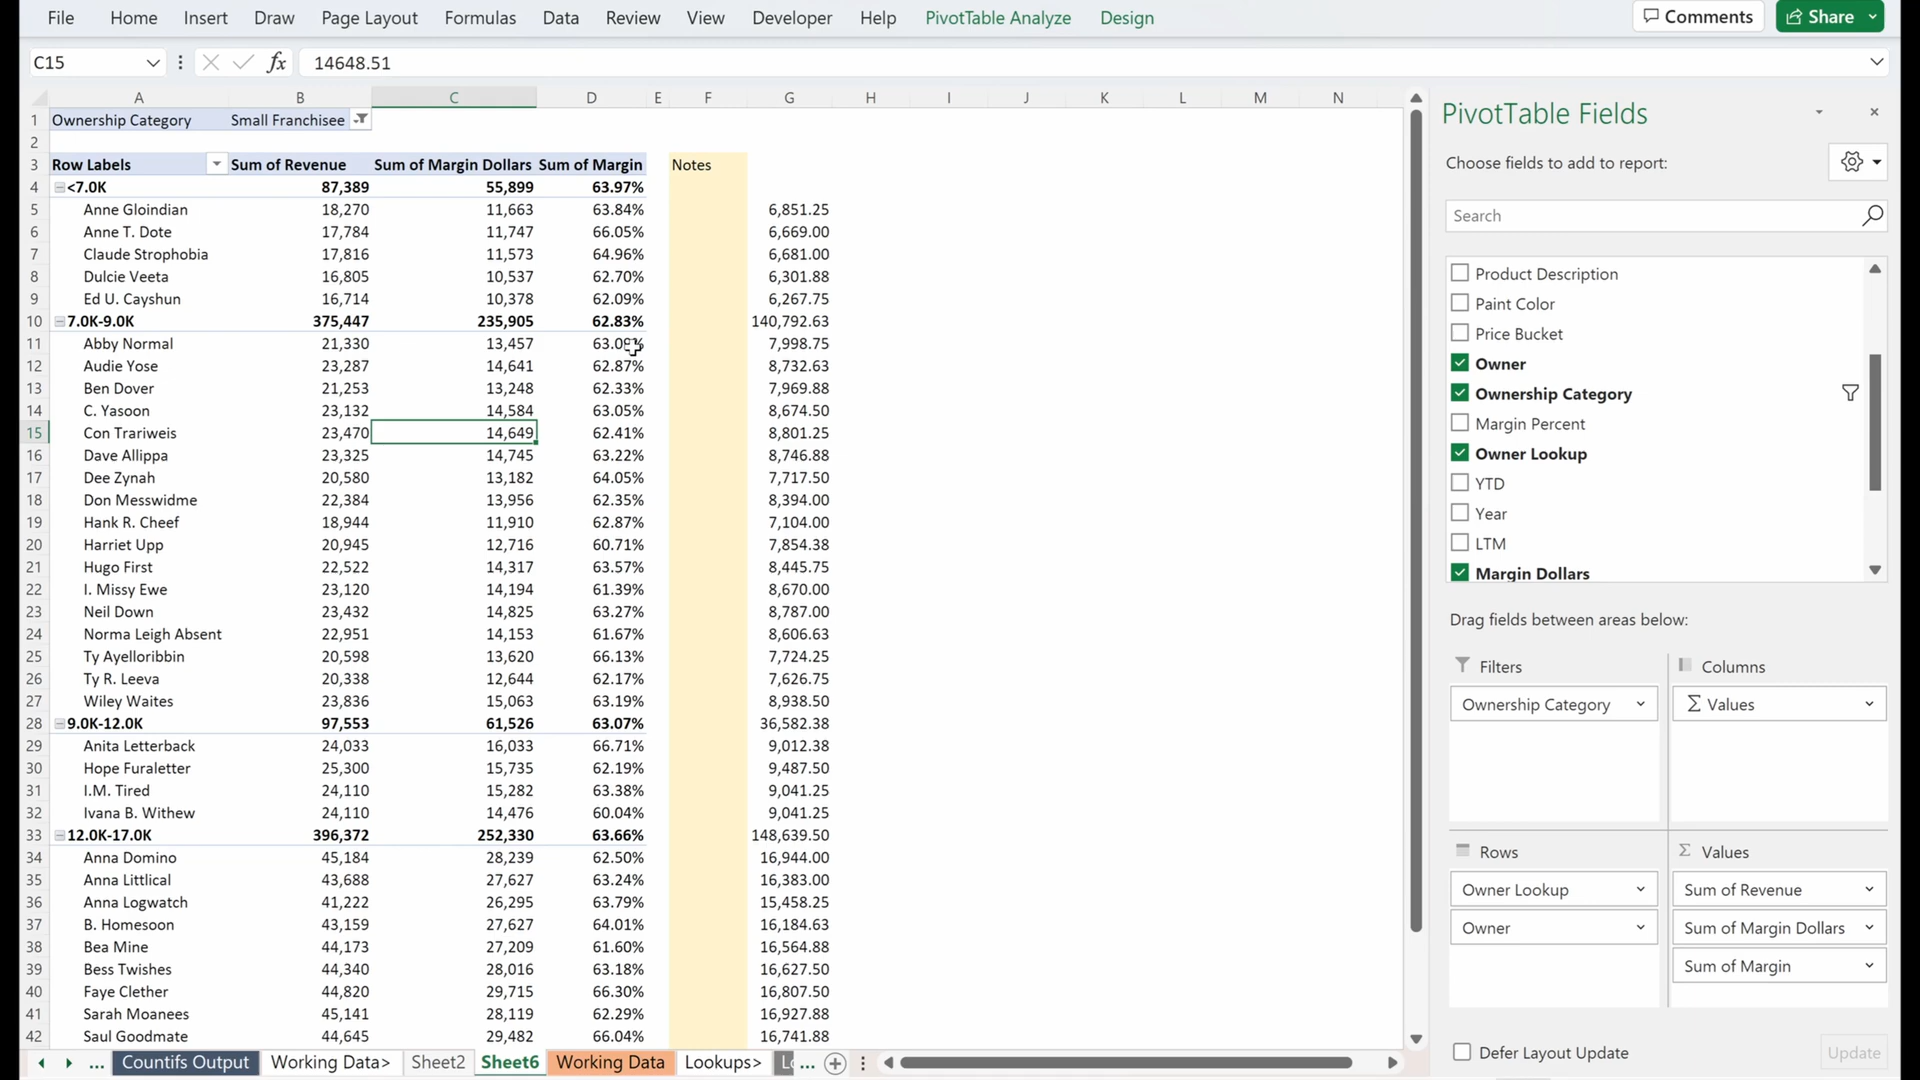 File Home Insert Draw Page Layout Formulas Data Review View Developer Help PivotTable Analyze Design Comments Share
C15 fx 14648.51
A B C D E F G H I J K L M N
1 Ownership Category Small Franchisee
2
3 Row Labels Sum of Revenue Sum of Margin Dollars Sum of Margin Notes
4 <7.0K 87,389 55,899 63.97%
5 Anne Gloindian 18,270 11,663 63.84% 6,851.25
6 Anne T. Dote 17,784 11,747 66.05% 6,669.00
7 Claude Strophobia 17,816 11,573 64.96% 6,681.00
8 Dulcie Veeta 16,805 10,537 62.70% 6,301.88
9 Ed U. Cayshun 16,714 10,378 62.09% 6,267.75
10 7.0K-9.0K 375,447 235,905 62.83% 140,792.63
11 Abby Normal 21,330 13,457 7,998.75
12 Audie Yose 23,287 14,641 62.87% 8,732.63
13 Ben Dover 21,253 13,248 62.33% 7,969.88
14 C. Yasoon 23,132 14,584 63.05% 8,674.50
15 Con Trariweis 23,470 14,649 62.41% 8,801.25
16 Dave Allippa 23,325 14,745 63.22% 8,746.88
17 Dee Zynah 20,580 13,182 64.05% 7,717.50
18 Don Messwidme 22,384 13,956 62.35% 8,394.00
19 Hank R. Cheef 18,944 11,910 62.87% 7,104.00
20 Harriet Upp 20,945 12,716 60.71% 7,854.38
21 Hugo First 22,522 14,317 63.57% 8,445.75
22 I. Missy Ewe 23,120 14,194 61.39% 8,670.00
23 Neil Down 23,432 14,825 63.27% 8,787.00
24 Norma Leigh Absent 22,951 14,153 61.67% 8,606.63
25 Ty Ayelloribbin 20,598 13,620 66.13% 7,724.25
26 Ty R. Leeva 20,338 12,644 62.17% 7,626.75
27 Wiley Waites 23,836 15,063 63.19% 8,938.50
28 9.0K-12.0K 97,553 61,526 63.07% 36,582.38
29 Anita Letterback 24,033 16,033 66.71% 9,012.38
30 Hope Furaletter 25,300 15,735 62.19% 9,487.50
31 I.M. Tired 24,110 15,282 63.38% 9,041.25
32 Ivana B. Withew 24,110 14,476 60.04% 9,041.25
33 12.0K-17.0K 396,372 252,330 63.66% 148,639.50
34 Anna Domino 45,184 28,239 62.50% 16,944.00
35 Anna Littlical 43,688 27,627 63.24% 16,383.00
36 Anna Logwatch 41,222 26,295 63.79% 15,458.25
37 B. Homesoon 43,159 27,627 64.01% 16,184.63
38 Bea Mine 44,173 27,209 61.60% 16,564.88
39 Bess Twishes 44,340 28,016 63.18% 16,627.50
40 Faye Clether 44,820 29,715 66.30% 16,807.50
41 Sarah Moanees 45,141 28,119 62.29% 16,927.88
42 Saul Goodmate 44,645 29,482 66.04% 16,741.88
... Countifs Output Working Data> Sheet2 Sheet6 Working Data Lookups> ...
PivotTable Fields
Choose fields to add to report:
Search
Product Description
Paint Color
Price Bucket
Owner
Ownership Category
Margin Percent
Owner Lookup
YTD
Year
LTM
Margin Dollars
Drag fields between areas below:
Filters Columns
Ownership Category Σ Values
Rows Σ Values
Owner Lookup Sum of Revenue
Owner Sum of Margin Dollars
Sum of Margin
Defer Layout Update Update